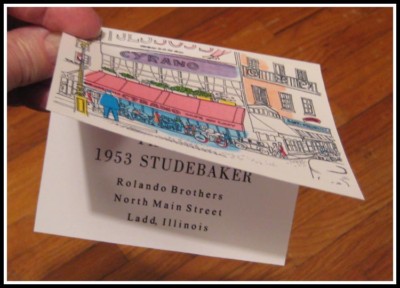 CYRANO
1953 STUDEBAKER
Rolando Brothers
North Main Street
Ladd, Illinois